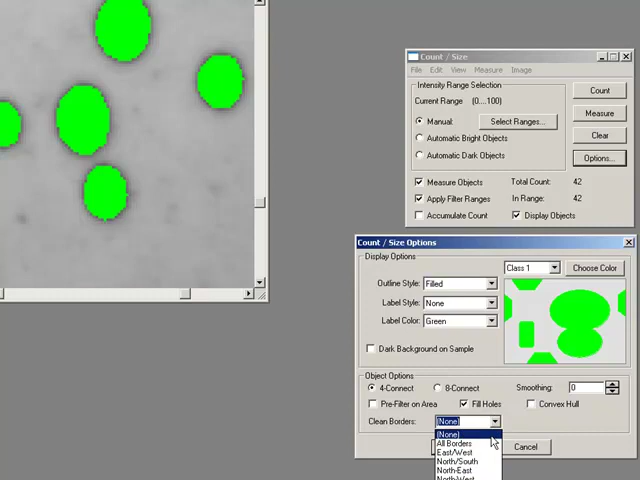 Count / Size
File Edit View Measure Image
Intensity Range Selection
Current Range (0....100)
Manual: Select Ranges...
Automatic Bright Objects
Automatic Dark Objects
Count
Measure
Clear
Options...
Measure Objects Total Count: 42
Apply Filter Ranges In Range: 42
Accumulate Count Display Objects
Count / Size Options
Display Options
Class 1 Choose Color
Outline Style: Filled
Label Style: None
Label Color: Green
Dark Background on Sample
Object Options
4-Connect 8-Connect Smoothing: 0
Pre-Filter on Area Fill Holes Convex Hull
Clean Borders: (None)
(None)
All Borders
East/West
North/South
North-East
North-West
Cancel